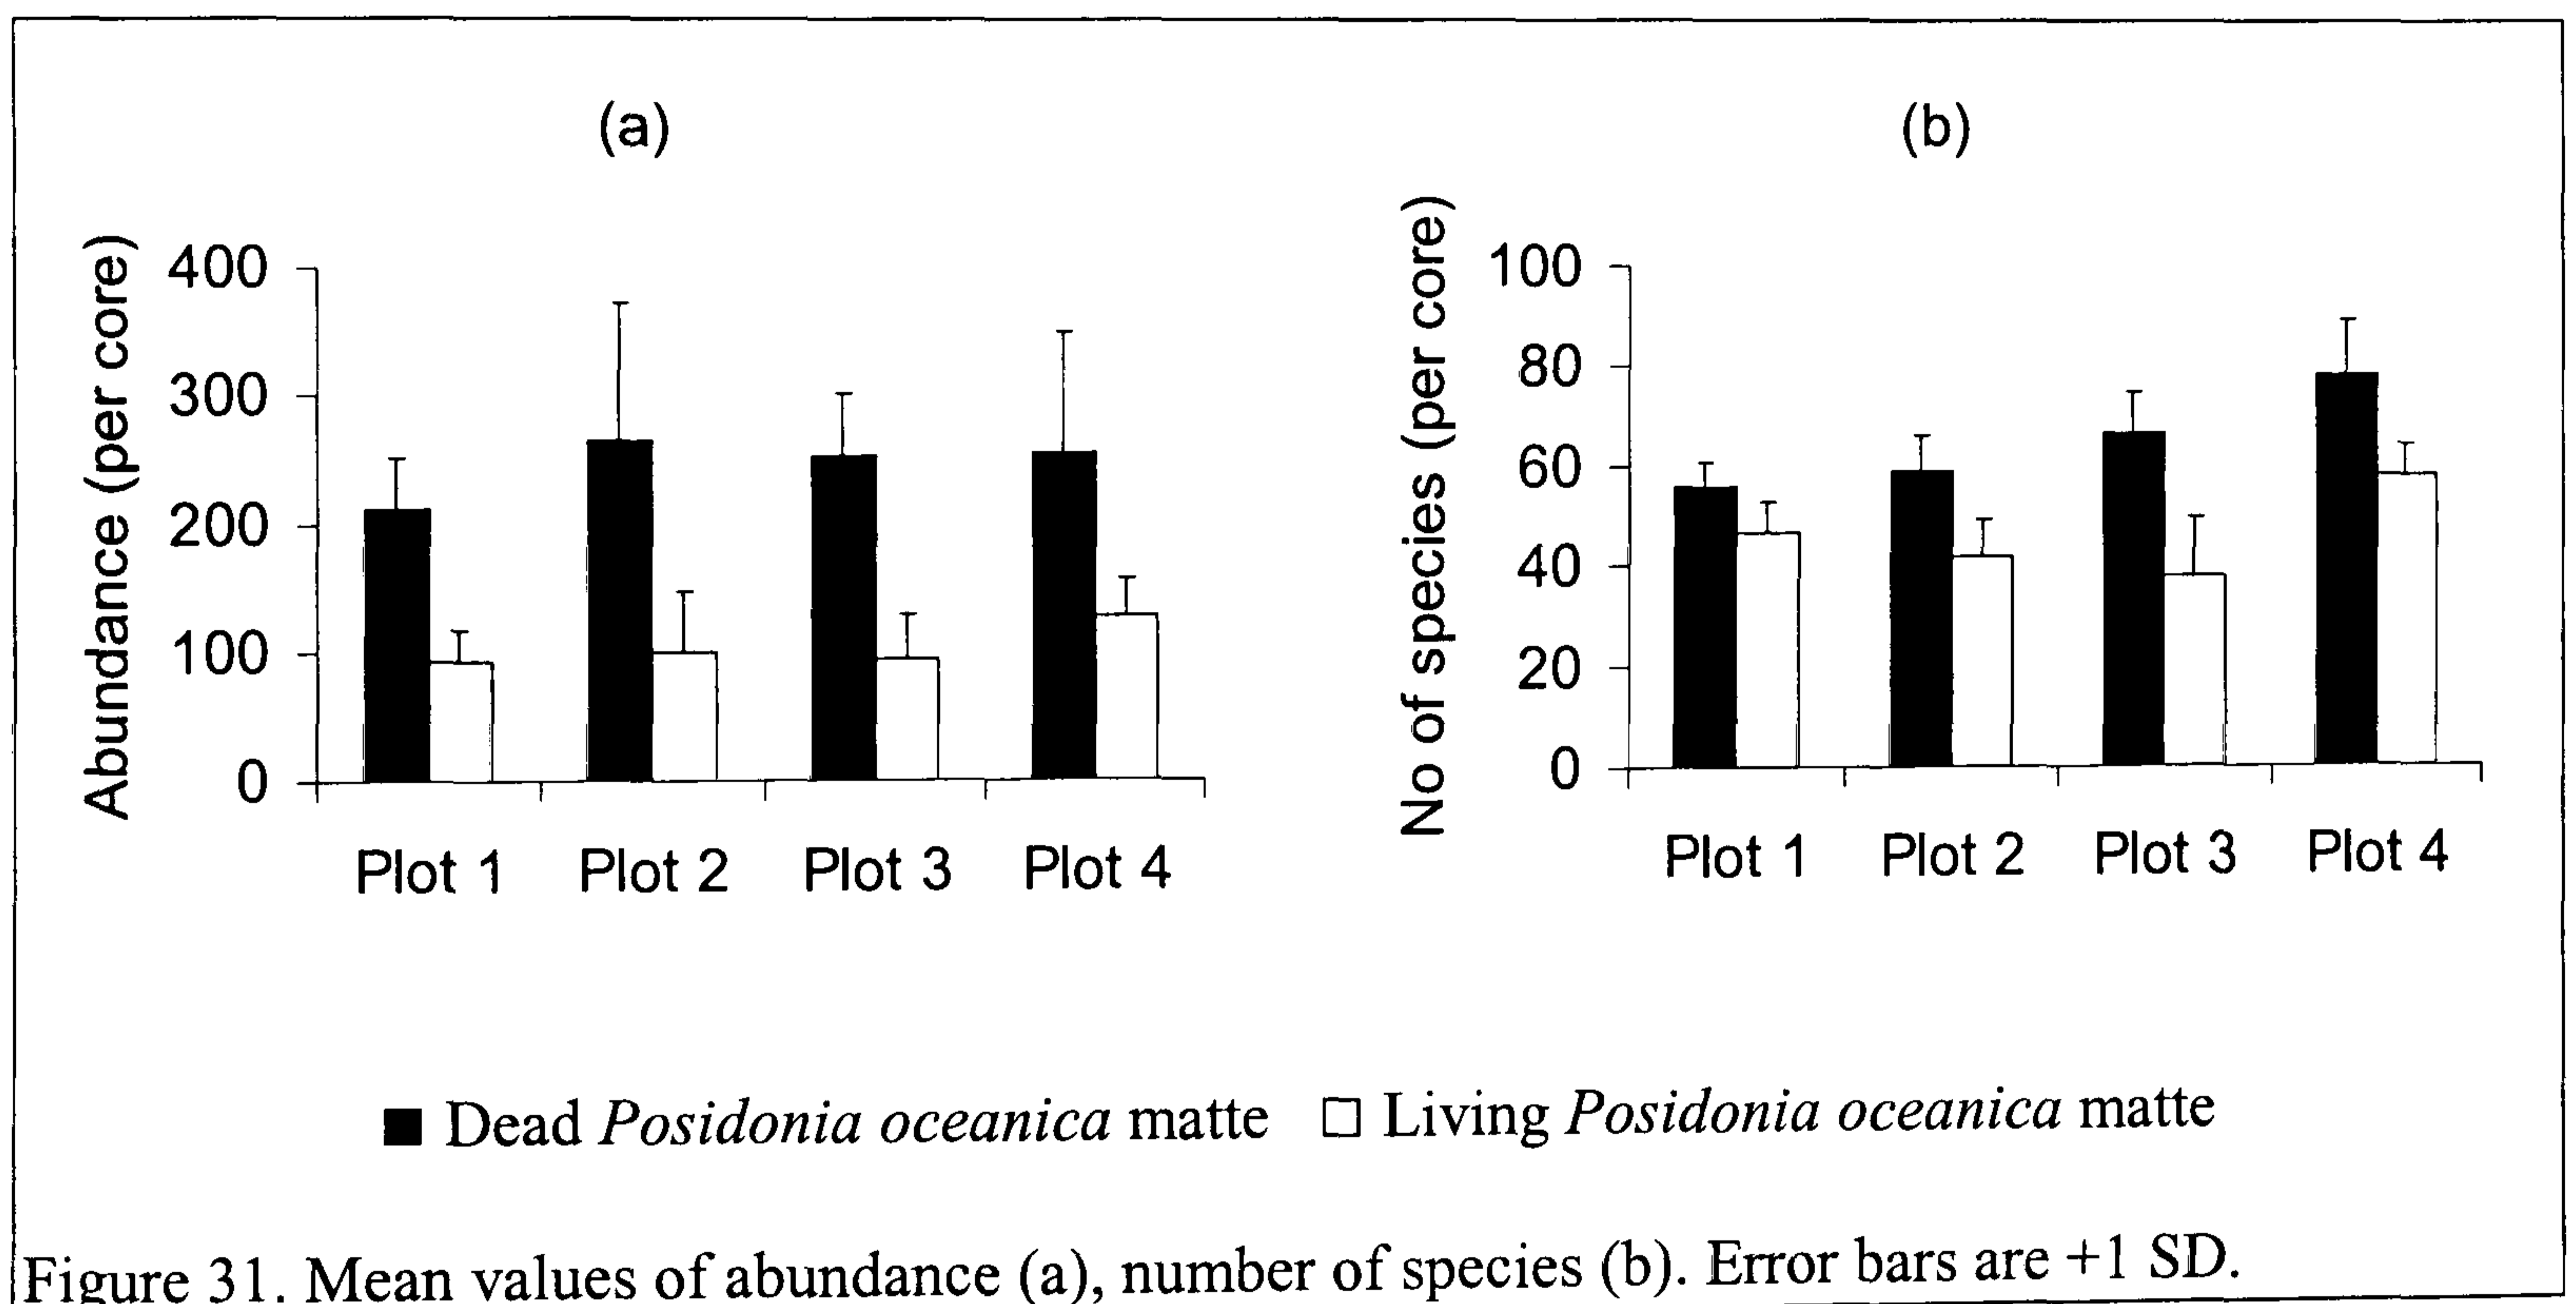 (a)
Abundance (per core)
400
300
200
100
0
Plot 1 Plot 2 Plot 3 Plot 4
(b)
No of species (per core)
100
80
60
40
20
0
Plot 1 Plot 2 Plot 3 Plot 4
Dead Posidonia oceanica matte Living Posidonia oceanica matte
Figure 31. Mean values of abundance (a), number of species (b). Error bars are +1 SD.